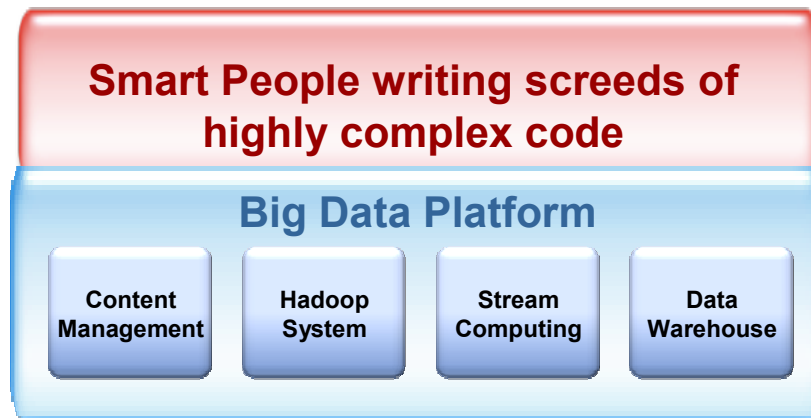 Smart People writing screeds of
highly complex code
Big Data Platform
Content
Management
Hadoop
System
Stream
Computing
Data
Warehouse